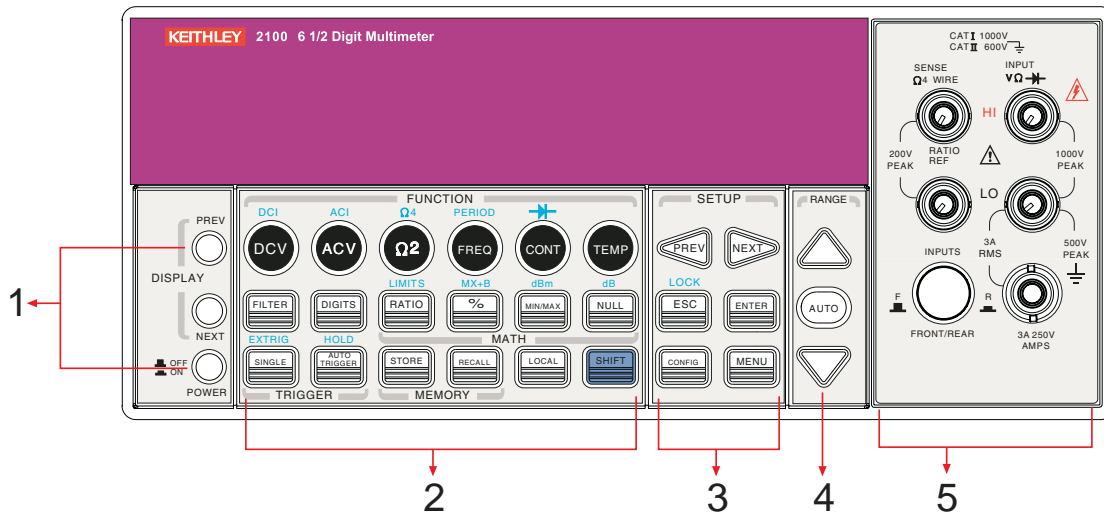 KEITHLEY 2100 6 1/2 Digit Multimeter
CAT I 1000V
CAT II 600V
SENSE
Ω4 WIRE
INPUT
VΩ
HI
RATIO
REF
200V
PEAK
1000V
PEAK
LO
INPUTS
3A
RMS
500V
PEAK
F
R
FRONT/REAR
3A 250V
AMPS
PREV
DISPLAY
NEXT
OFF
ON
POWER
FUNCTION
DCI ACI Ω4 PERIOD
DCV ACV Ω2 FREQ CONT TEMP
LIMITS MX+B dBm dB
FILTER DIGITS RATIO % MIN/MAX NULL
EXTRIG HOLD MATH
SINGLE AUTO TRIGGER STORE RECALL LOCAL SHIFT
TRIGGER MEMORY
SETUP
PREV NEXT
LOCK
ESC ENTER
CONFIG MENU
RANGE
AUTO
1
2
3
4
5